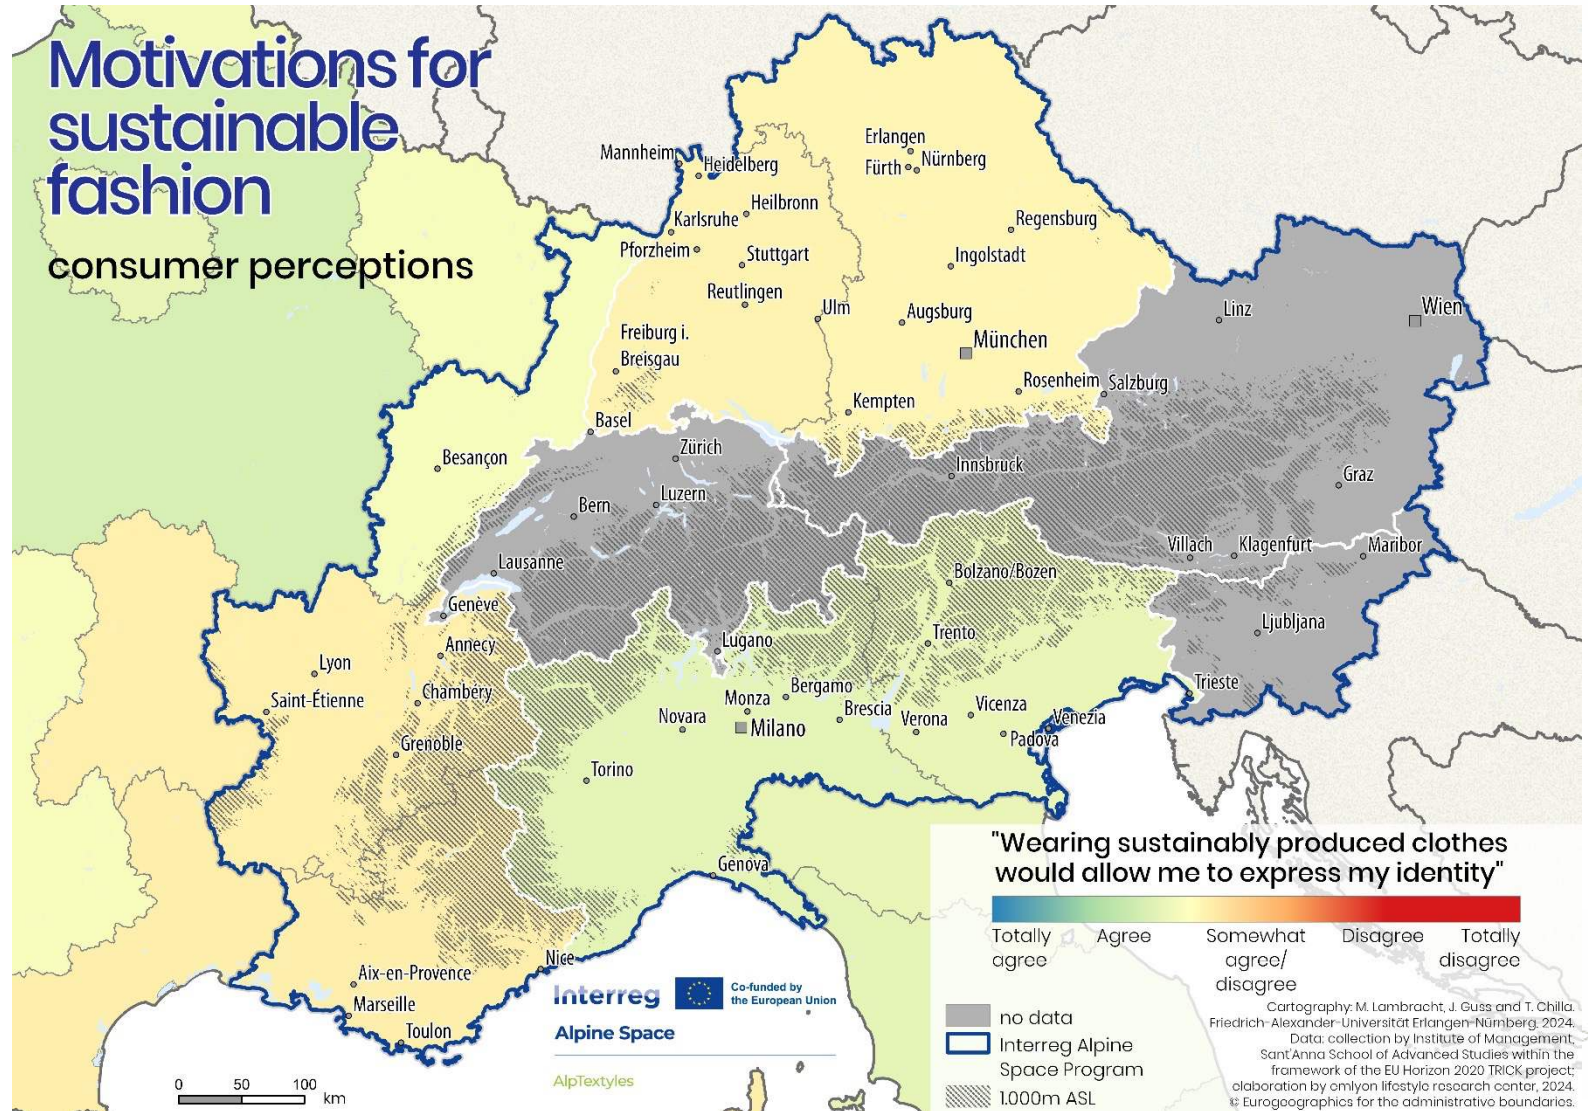 Motivations for
sustainable
fashion
consumer perceptions
Erlangen
Mannheim
Heidelberg
Fürth
Nürnberg
Heilbronn
Karlsruhe
Regensburg
Pforzheim
Stuttgart
Ingolstadt
Reutlingen
Ulm
Augsburg
Linz
Wien
Freiburg i.
Breisgau
München
Rosenheim
Salzburg
Kempten
Basel
Besançon
Zürich
Innsbruck
Graz
Bern
Luzern
Villach
Klagenfurt
Maribor
Lausanne
Bolzano/Bozen
Genève
Ljubljana
Annecy
Lugano
Trento
Lyon
Chambéry
Saint-Étienne
Monza
Bergamo
Trieste
Novara
Milano
Brescia
Verona
Vicenza
Venezia
Padova
Grenoble
Torino
Genova
Nice
Aix-en-Provence
Marseille
Toulon
"Wearing sustainably produced clothes
would allow me to express my identity"
Totally
agree
Agree
Somewhat
agree/
disagree
Disagree
Totally
disagree
no data
Interreg Alpine
Space Program
1.000m ASL
Interreg
Co-funded by
the European Union
Alpine Space
AlpTextyles
0 50 100
km
Cartography: M. Lambracht, J. Guss and T. Chilla.
Friedrich-Alexander-Universität Erlangen-Nürnberg, 2024.
Data: collection by Institute of Management,
Sant'Anna School of Advanced Studies within the
framework of the EU Horizon 2020 TRICK project;
elaboration by emlyon lifestyle research center, 2024.
© Eurogeographics for the administrative boundaries.